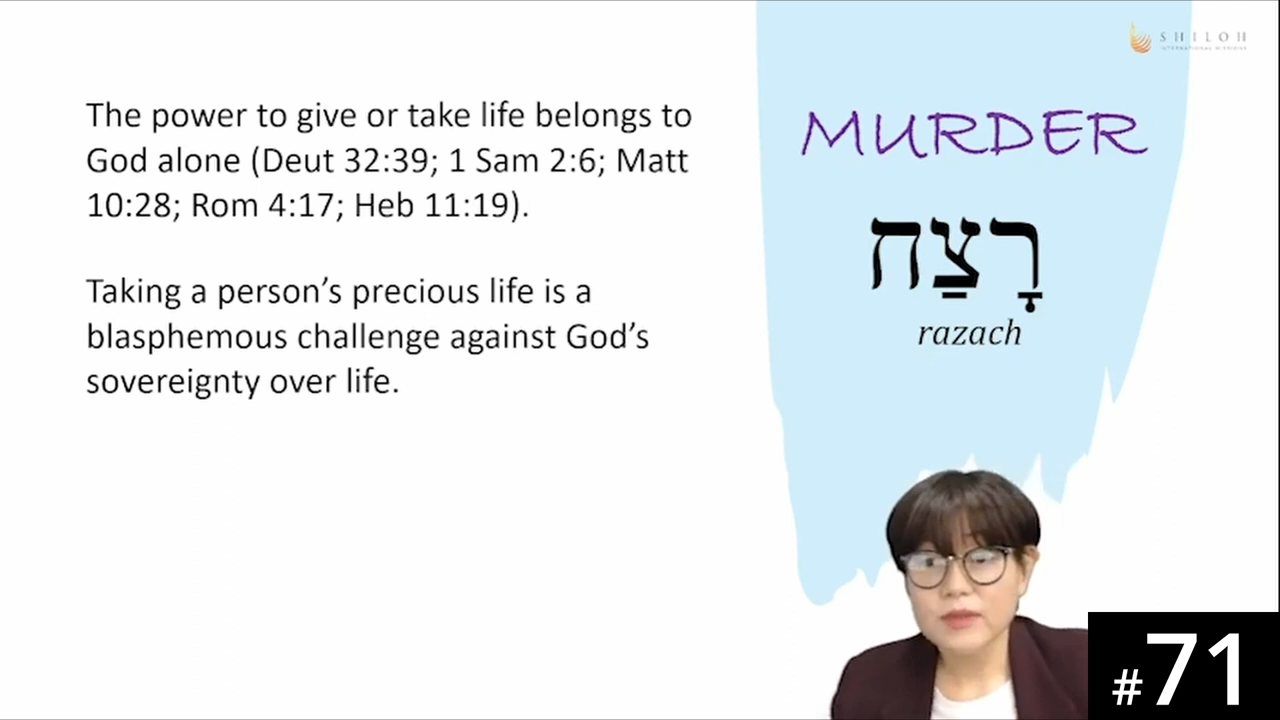 The power to give or take life belongs to
God alone (Deut 32:39; 1 Sam 2:6; Matt
10:28; Rom 4:17; Heb 11:19).
Taking a person’s precious life is a
blasphemous challenge against God’s
sovereignty over life.
SHILOH
INTERNATIONAL MISSIONS
MURDER
רָצַח
razach
#71